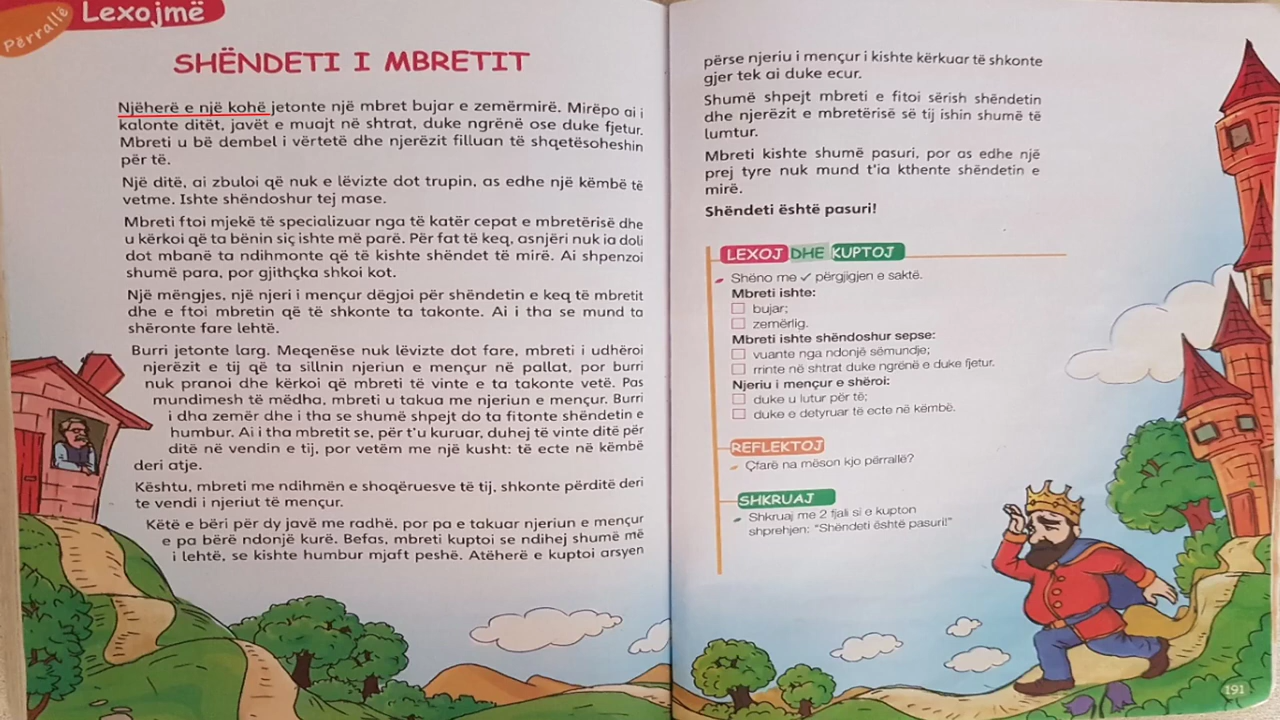 Përrallë
Lexojmë
SHËNDETI I MBRETIT
Njëherë e një kohë jetonte një mbret bujar e zemërmirë. Mirëpo ai i
kalonte ditët, javët e muajt në shtrat, duke ngrënë ose duke fjetur.
Mbreti u bë dembel i vërtetë dhe njerëzit filluan të shqetësoheshin
për të.
Një ditë, ai zbuloi që nuk e lëvizte dot trupin, as edhe një këmbë të
vetme. Ishte shëndoshur tej mase.
Mbreti ftoi mjekë të specializuar nga të katër cepat e mbretërisë dhe
u kërkoi që ta bënin siç ishte më parë. Për fat të keq, asnjëri nuk ia doli
dot mbanë ta ndihmonte që të kishte shëndet të mirë. Ai shpenzoi
shumë para, por gjithçka shkoi kot.
Një mëngjes, një njeri i mençur dëgjoi për shëndetin e keq të mbretit
dhe e ftoi mbretin që të shkonte ta takonte. Ai i tha se mund ta
shëronte fare lehtë.
Burri jetonte larg. Meqenëse nuk lëvizte dot fare, mbreti i udhëroi
njerëzit e tij që ta sillnin njeriun e mençur në pallat, por burri
nuk pranoi dhe kërkoi që mbreti të vinte e ta takonte vetë. Pas
mundimesh të mëdha, mbreti u takua me njeriun e mençur. Burri
i dha zemër dhe i tha se shumë shpejt do ta fitonte shëndetin e
humbur. Ai i tha mbretit se, për t'u kuruar, duhej të vinte ditë për
ditë në vendin e tij, por vetëm me një kusht: të ecte në këmbë
deri atje.
Kështu, mbreti me ndihmën e shoqëruesve të tij, shkonte përditë deri
te vendi i njeriut të mençur.
Këtë e bëri për dy javë me radhë, por pa e takuar njeriun e mençur
e pa bërë ndonjë kurë. Befas, mbreti kuptoi se ndihej shumë më
i lehtë, se kishte humbur mjaft peshë. Atëherë e kuptoi arsyen
përse njeriu i mençur i kishte kërkuar të shkonte
gjer tek ai duke ecur.
Shumë shpejt mbreti e fitoi sërish shëndetin
dhe njerëzit e mbretërisë së tij ishin shumë të
lumtur.
Mbreti kishte shumë pasuri, por as edhe një
prej tyre nuk mund t'ia kthente shëndetin e
mirë.
Shëndeti është pasuri!
LEXOJ DHE KUPTOJ
Shëno me ✓ përgjigjen e saktë.
Mbreti ishte:
bujar;
zemërlig.
Mbreti ishte shëndoshur sepse:
vuante nga ndonjë sëmundje;
rrinte në shtrat duke ngrënë e duke fjetur.
Njeriu i mençur e shëroi:
duke u lutur për të;
duke e detyruar të ecte në këmbë.
REFLEKTOJ
Çfarë na mëson kjo përrallë?
SHKRUAJ
Shkruaj me 2 fjali si e kupton
shprehjen: "Shëndeti është pasuri!"
191